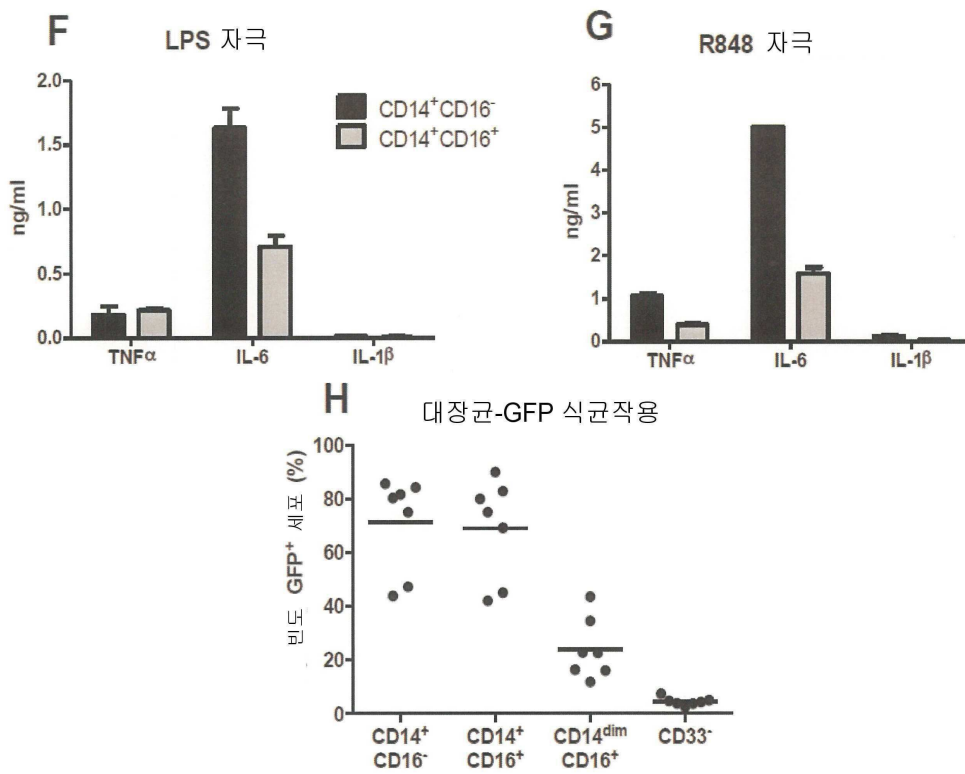 F
LPS 자극
2.0
1.5
1.0
0.5
0.0
ng/ml
CD14⁺CD16⁻
CD14⁺CD16⁺
TNFα
IL-6
IL-1β
G
R848 자극
6
5
4
3
2
1
0
ng/ml
TNFα
IL-6
IL-1β
H
대장균-GFP 식균작용
빈도 GFP⁺ 세포 (%)
100
80
60
40
20
0
CD14⁺
CD16⁻
CD14⁺
CD16⁺
CD14ᵈⁱᵐ
CD16⁺
CD33⁻